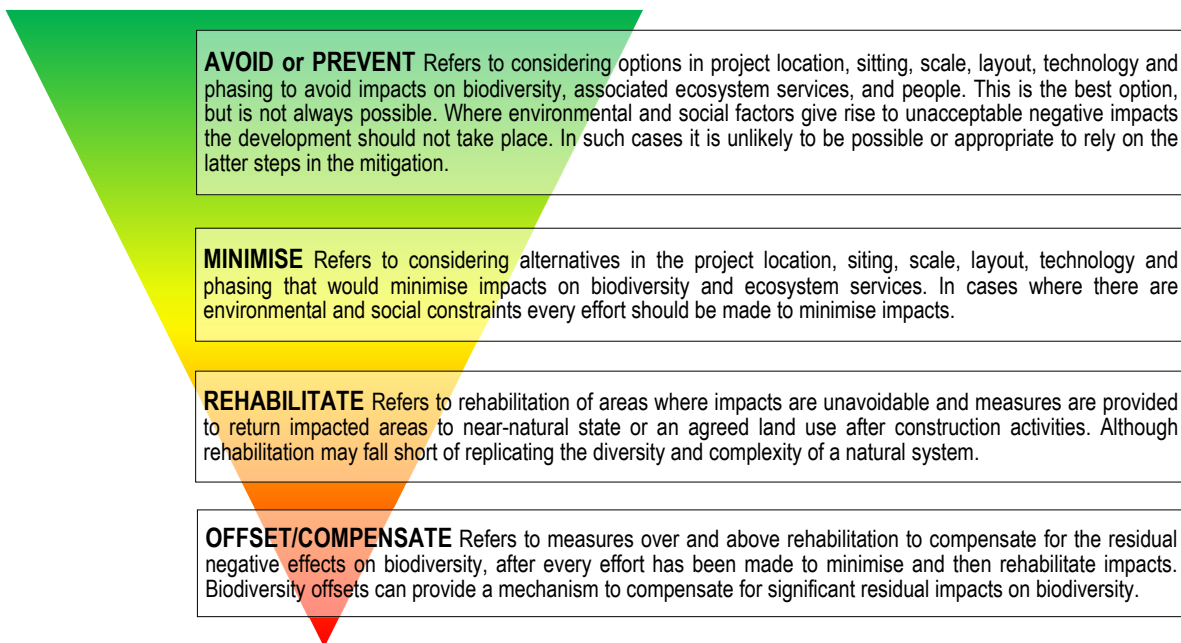 AVOID or PREVENT Refers to considering options in project location, sitting, scale, layout, technology and
phasing to avoid impacts on biodiversity, associated ecosystem services, and people. This is the best option,
but is not always possible. Where environmental and social factors give rise to unacceptable negative impacts
the development should not take place. In such cases it is unlikely to be possible or appropriate to rely on the
latter steps in the mitigation.
MINIMISE Refers to considering alternatives in the project location, siting, scale, layout, technology and
phasing that would minimise impacts on biodiversity and ecosystem services. In cases where there are
environmental and social constraints every effort should be made to minimise impacts.
REHABILITATE Refers to rehabilitation of areas where impacts are unavoidable and measures are provided
to return impacted areas to near-natural state or an agreed land use after construction activities. Although
rehabilitation may fall short of replicating the diversity and complexity of a natural system.
OFFSET/COMPENSATE Refers to measures over and above rehabilitation to compensate for the residual
negative effects on biodiversity, after every effort has been made to minimise and then rehabilitate impacts.
Biodiversity offsets can provide a mechanism to compensate for significant residual impacts on biodiversity.